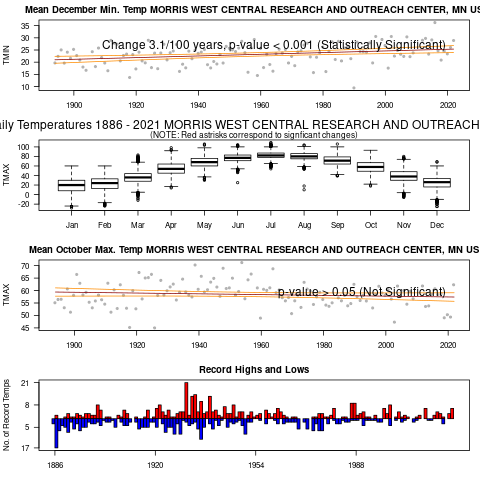 Mean December Min. Temp MORRIS WEST CENTRAL RESEARCH AND OUTREACH CENTER, MN US
TMIN
35
30
25
20
15
10
Change 3.1/100 years, p-value < 0.001 (Statistically Significant)
1900 1920 1940 1960 1980 2000 2020
aily Temperatures 1886 - 2021 MORRIS WEST CENTRAL RESEARCH AND OUTREACH
(NOTE: Red astrisks correspond to signficant changes)
TMAX
100
80
60
40
20
0
-20
Jan Feb Mar Apr May Jun Jul Aug Sep Oct Nov Dec
Mean October Max. Temp MORRIS WEST CENTRAL RESEARCH AND OUTREACH CENTER, MN US
TMAX
70
65
60
55
50
45
p-value > 0.05 (Not Significant)
1900 1920 1940 1960 1980 2000 2020
Record Highs and Lows
No. of Record Temps
21
8
5
17
1886 1920 1954 1988